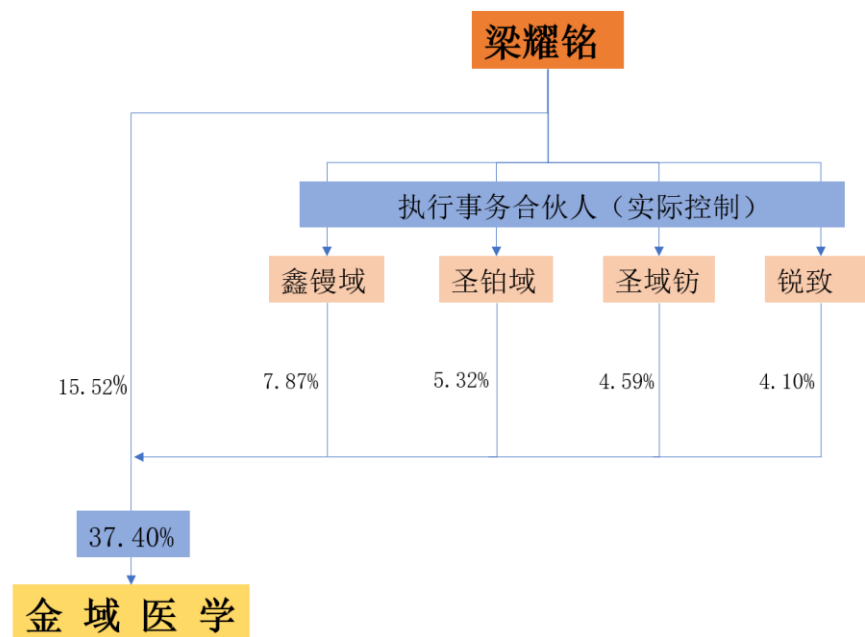 梁耀铭
执行事务合伙人（实际控制）
鑫镘域
圣铂域
圣域钫
锐致
15.52%
7.87%
5.32%
4.59%
4.10%
37.40%
金 域 医 学